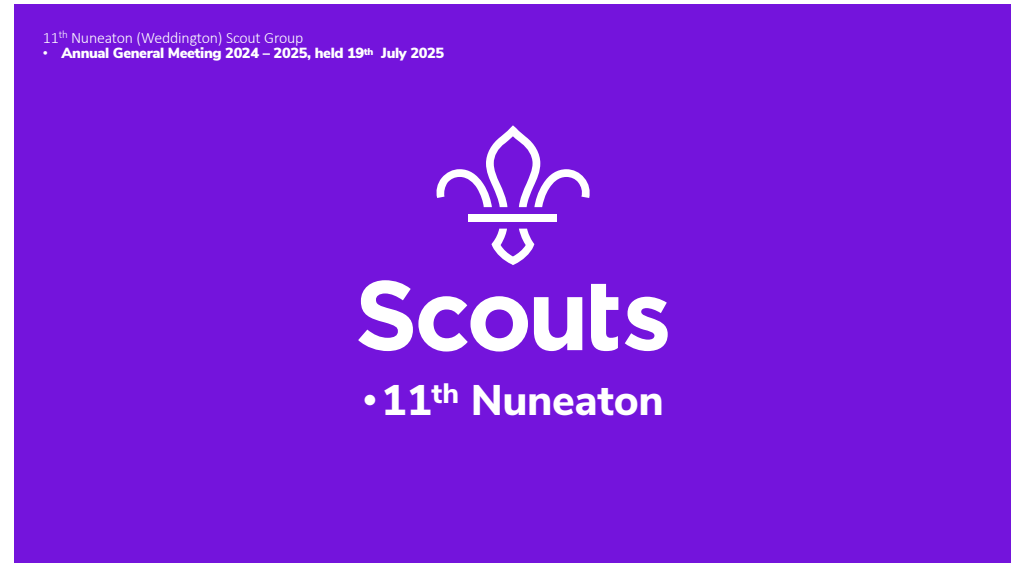 11th Nuneaton (Weddington) Scout Group
• Annual General Meeting 2024 – 2025, held 19th July 2025
Scouts
•11th Nuneaton